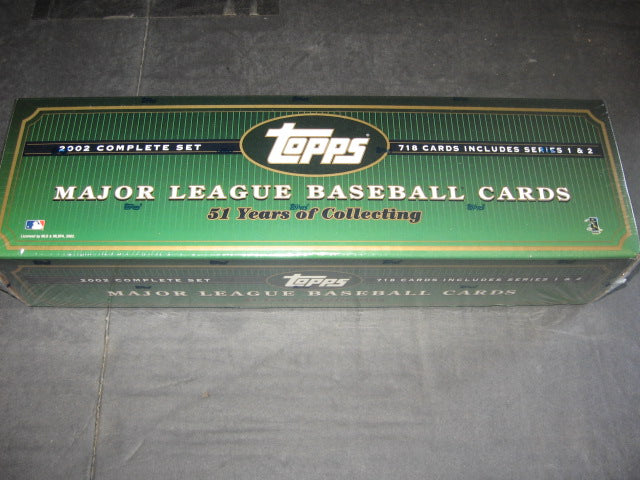 2002 COMPLETE SET
TOPPS
718 CARDS INCLUDES SERIES 1 & 2
MAJOR LEAGUE BASEBALL CARDS
51 Years of Collecting
2002 COMPLETE SET
TOPPS
718 CARDS INCLUDES SERIES 1 & 2
MAJOR LEAGUE BASEBALL CARDS